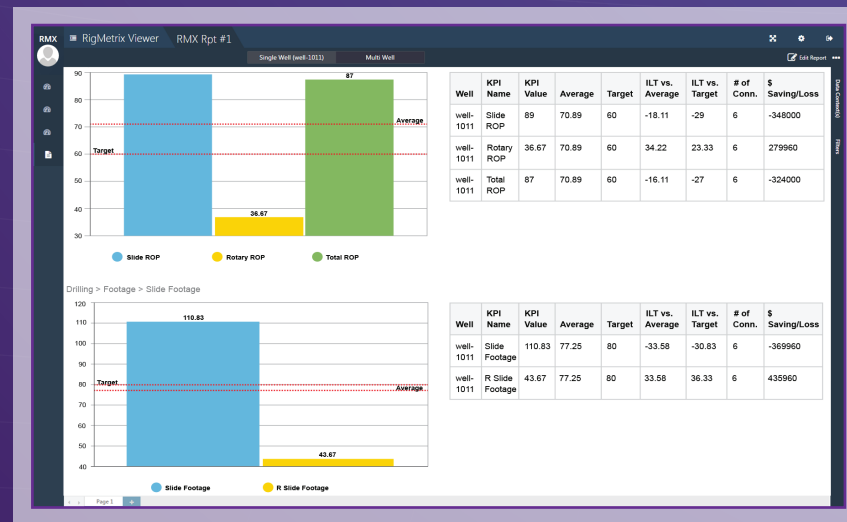 RMX RigMetrix Viewer RMX Rpt #1
Single Well (well-1011) Multi Well
Edit Report
Data Content(s)
Filters
90
80
70
60
50
40
30
87
Average
Target
36.67
Slide ROP Rotary ROP Total ROP
Well KPI Name KPI Value Average Target ILT vs. Average ILT vs. Target # of Conn. $ Saving/Loss
well-1011 Slide ROP 89 70.89 60 -18.11 -29 6 -348000
well-1011 Rotary ROP 36.67 70.89 60 34.22 23.33 6 279960
well-1011 Total ROP 87 70.89 60 -16.11 -27 6 -324000
Drilling > Footage > Slide Footage
120
110
100
90
80
70
60
50
40
110.83
Target
Average
43.67
Slide Footage R Slide Footage
Well KPI Name KPI Value Average Target ILT vs. Average ILT vs. Target # of Conn. $ Saving/Loss
well-1011 Slide Footage 110.83 77.25 80 -33.58 -30.83 6 -369960
well-1011 R Slide Footage 43.67 77.25 80 33.58 36.33 6 435960
Page 1 +